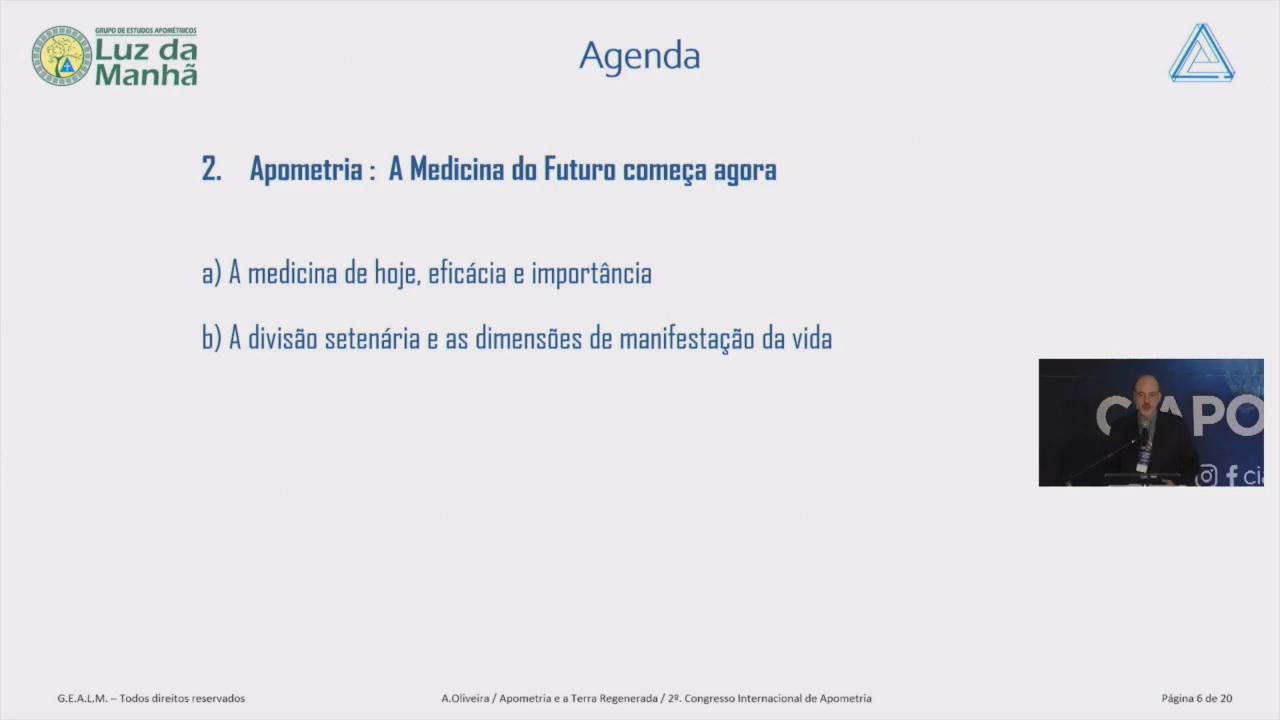 GRUPO DE ESTUDOS APOMÉTRICOS
Luz da
Manhã
Agenda
2. Apometria : A Medicina do Futuro começa agora
a) A medicina de hoje, eficácia e importância
b) A divisão setenária e as dimensões de manifestação da vida
G.E.A.L.M. – Todos direitos reservados
A.Oliveira / Apometria e a Terra Regenerada / 2º. Congresso Internacional de Apometria
Página 6 de 20